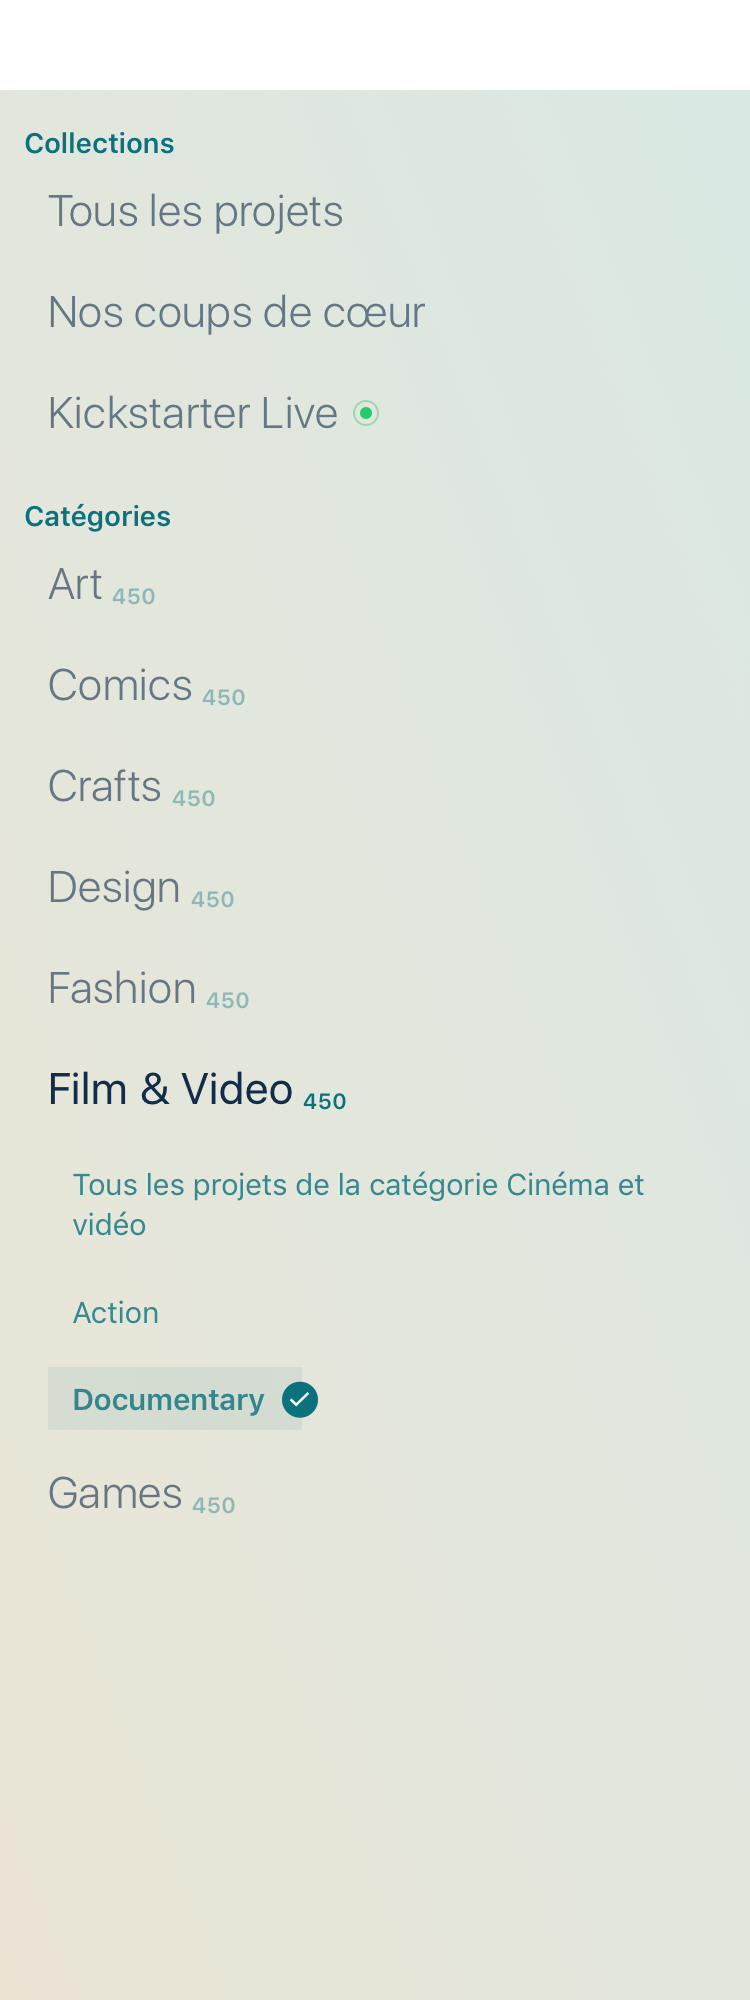 Collections
Tous les projets
Nos coups de cœur
Kickstarter Live
Catégories
Art 450
Comics 450
Crafts 450
Design 450
Fashion 450
Film & Video 450
Tous les projets de la catégorie Cinéma et
vidéo
Action
Documentary
Games 450